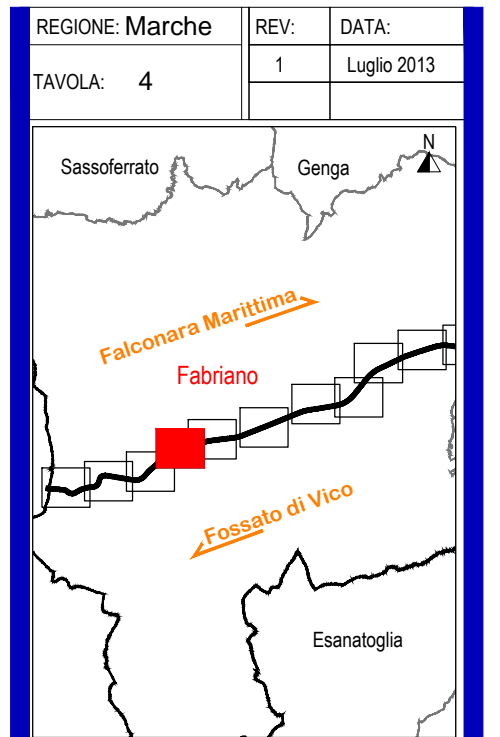 REGIONE: Marche
REV:
DATA:
TAVOLA: 4
1
Luglio 2013
N
Sassoferrato
Genga
Falconara Marittima
Fabriano
Fossato di Vico
Esanatoglia